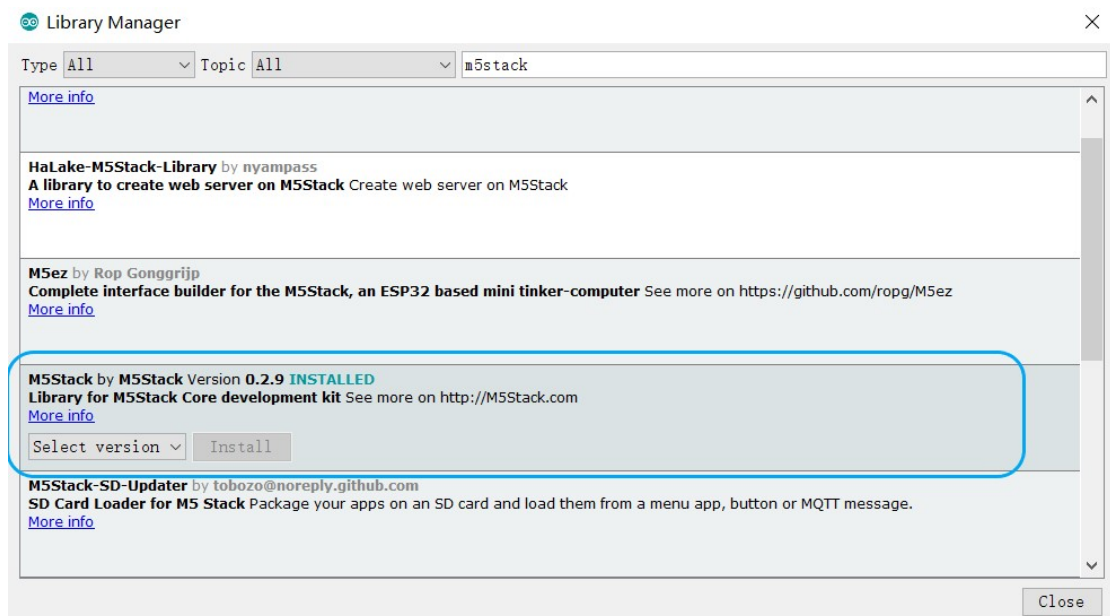 Library Manager
Type All Topic All m5stack
More info
HaLake-M5Stack-Library by nyampass
A library to create web server on M5Stack Create web server on M5Stack
More info
M5ez by Rop Gonggrijp
Complete interface builder for the M5Stack, an ESP32 based mini tinker-computer See more on https://github.com/ropg/M5ez
More info
M5Stack by M5Stack Version 0.2.9 INSTALLED
Library for M5Stack Core development kit See more on http://M5Stack.com
More info
Select version Install
M5Stack-SD-Updater by tobozo@noreply.github.com
SD Card Loader for M5 Stack Package your apps on an SD card and load them from a menu app, button or MQTT message.
More info
Close